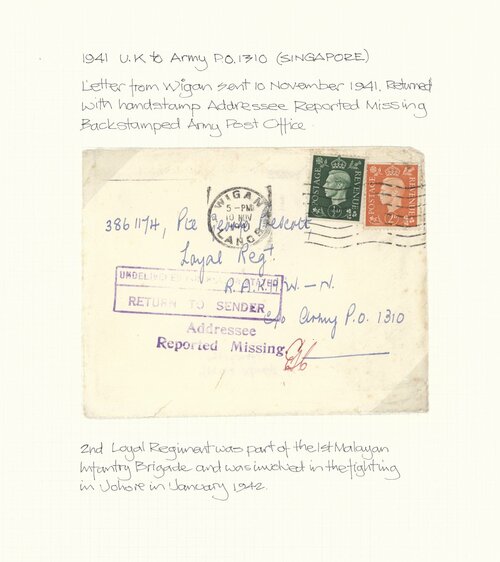 1941 U.K to Army P.O.1310 (SINGAPORE)
Letter from Wigan sent 10 November 1941. Returned
with handstamp Addressee Reported Missing
Backstamped Army Post Office.
WIGAN
5-PM
10 NOV
LANCS
POSTAGE REVENUE
POSTAGE REVENUE
3861174, Pte
Loyal Regt.
UNDELIVERED
R.A.K.H.W.-N.
RETURN TO SENDER
c/o Army P.O. 1310
Addressee
Reported Missing
2nd Loyal Regiment was part of the 1st Malayan
Infantry Brigade and was involved in the fighting
in Johore in January 1942.